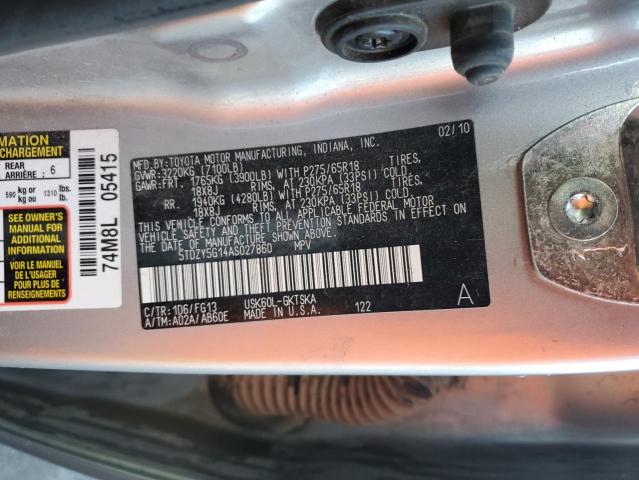 MATION
CHARGEMENT
REAR
ARRIÈRE : 6
590 kg or
kg ou
1310 lbs.
lb.
SEE OWNER'S
MANUAL FOR
ADDITIONAL
INFORMATION
VOIR LE MANUEL
DE L'USAGER
POUR PLUS DE
RENSEIGNEMENTS
74M8L 05415
MFD.BY:TOYOTA MOTOR MANUFACTURING, INDIANA, INC. 02/10
GVWR:3220KG(7100LB)
GAWR:FRT. 1765KG (3900LB) WITH P275/65R18 TIRES,
18X8J RIMS, AT 230KPA (33PSI) COLD.
RR. 1940KG (4280LB) WITH P275/65R18 TIRES,
18X8J RIMS, AT 230KPA (33PSI) COLD.
THIS VEHICLE CONFORMS TO ALL APPLICABLE FEDERAL MOTOR
VEHICLE SAFETY AND THEFT PREVENTION STANDARDS IN EFFECT
ON THE DATE OF MANUFACTURE SHOWN ABOVE.
5TDZY5G14AS027860 MPV
C/TR:1D6/FG13 USK60L-GKTSKA
A/TM:A02A/AB60E MADE IN U.S.A. 122 A